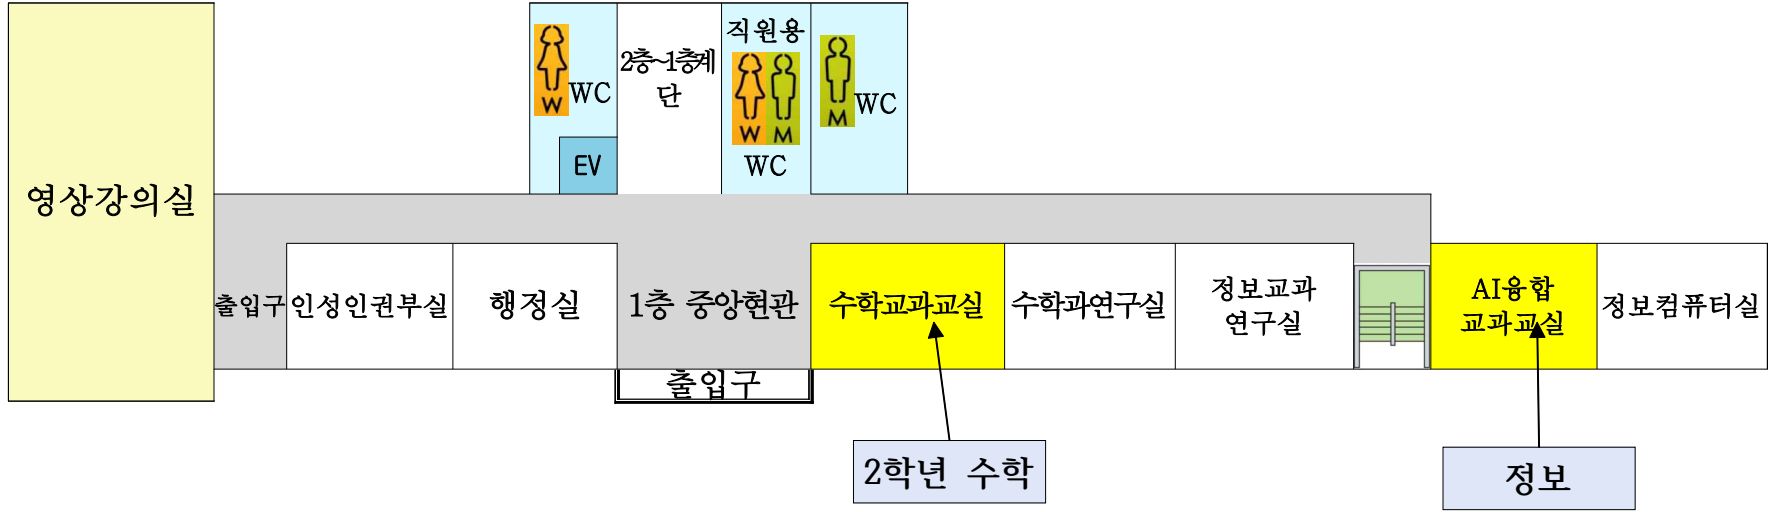 영상강의실
W
WC
EV
2층~1층계
단
직원용
W M
WC
M
WC
출입구
인성인권부실
행정실
1층 중앙현관
출입구
수학교과교실
수학과연구실
정보교과
연구실
AI융합
교과교실
정보컴퓨터실
2학년 수학
정보